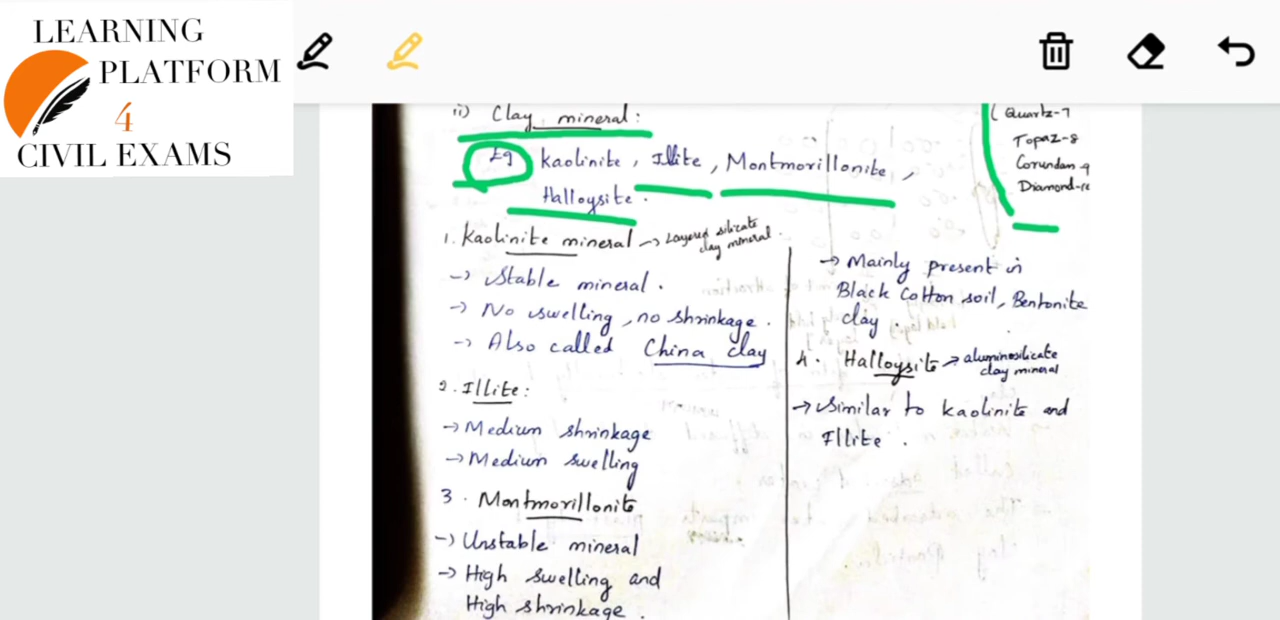 LEARNING
PLATFORM
4
CIVIL EXAMS
ii) Clay mineral:
Eg kaolinite, Illite, Montmorillonite,
Halloysite.
Quartz-7
Topaz-8
Corundan-9
Diamond-10
1. Kaolinite mineral → Layered silicate
clay mineral.
→ Stable mineral.
→ No swelling, no shrinkage.
→ Also called China clay
2. Illite:
→ Medium shrinkage
→ Medium swelling
3. Montmorillonite
→ Unstable mineral
→ High swelling and
High shrinkage.
→ Mainly present in
Black Cotton soil, Bentonite
clay.
4. Halloysite → aluminosilicate
clay mineral
→ Similar to kaolinite and
Illite.